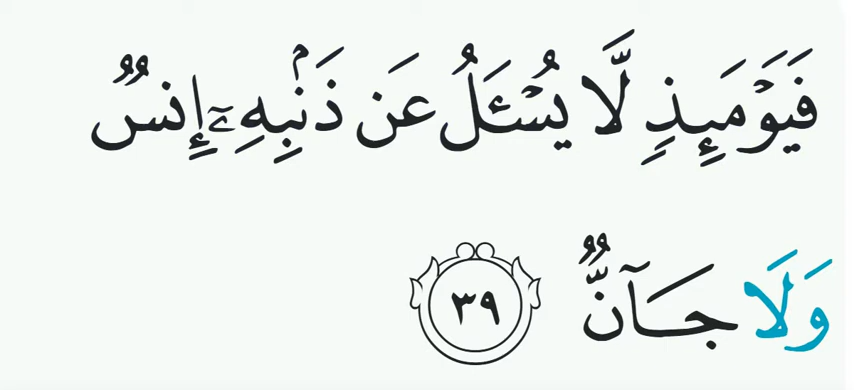 فَيَوۡمَئِذٖ لَّا يُسۡـَٔلُ عَن ذَنۢبِهِۦٓ إِنسٞ
وَلَا جَآنّٞ ٣٩